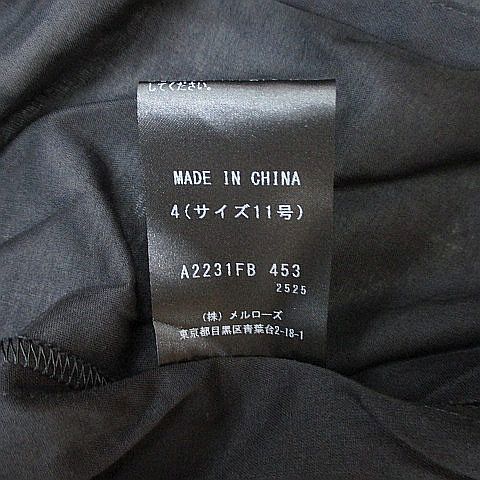 してください。
MADE IN CHINA
4(サイズ11号)
A2231FB 453
2525
(株) メルローズ
東京都目黒区青葉台2-18-1